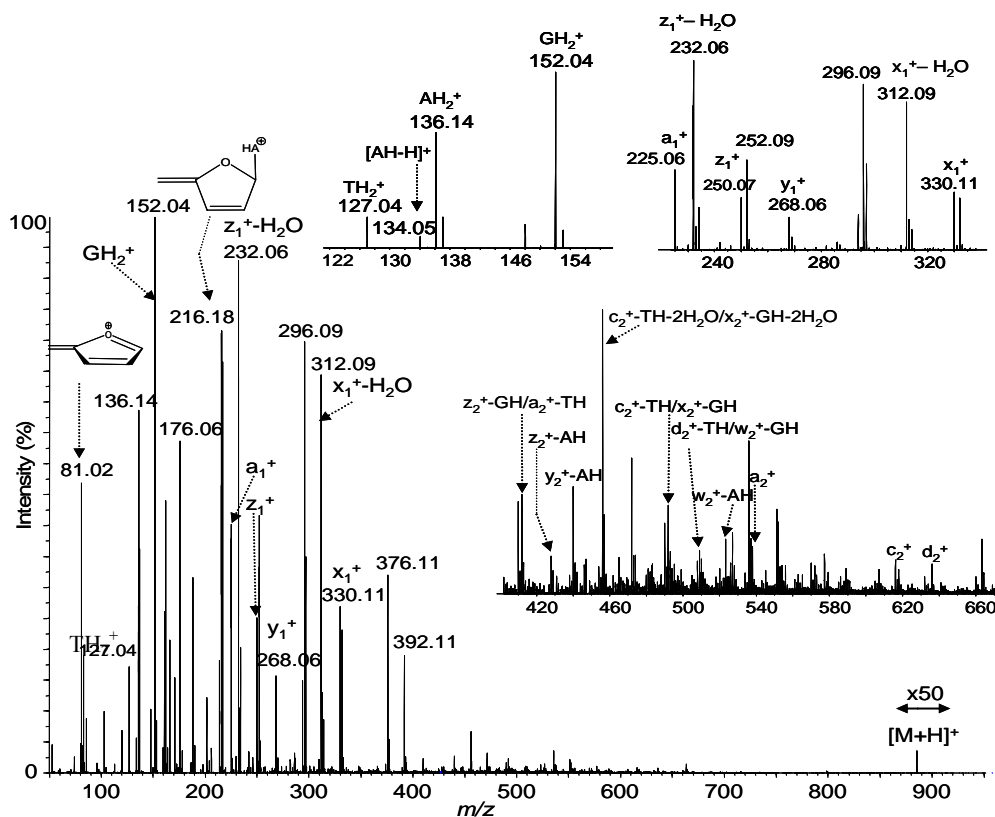 z₁⁺– H₂O
232.06
GH₂⁺
152.04
296.09
x₁⁺– H₂O
312.09
AH₂⁺
136.14
[AH-H]⁺
a₁⁺
225.06
z₁⁺
250.07
252.09
y₁⁺
268.06
x₁⁺
330.11
TH₂⁺
127.04
134.05
122 130 138 146 154
240 280 320
HA⊕
O
100
152.04
z₁⁺-H₂O
232.06
GH₂⁺
216.18
296.09
312.09
x₁⁺-H₂O
O⊕
136.14
176.06
81.02
a₁⁺
z₁⁺
x₁⁺
330.11
376.11
TH₂⁺
127.04
y₁⁺
268.06
392.11
c₂⁺-TH-2H₂O/x₂⁺-GH-2H₂O
z₂⁺-GH/a₂⁺-TH
c₂⁺-TH/x₂⁺-GH
z₂⁺-AH
d₂⁺-TH/w₂⁺-GH
y₂⁺-AH
w₂⁺-AH
a₂⁺
c₂⁺
d₂⁺
420 460 500 540 580 620 660
x50
[M+H]⁺
Intensity (%)
0
100 200 300 400 500 600 700 800 900
m/z